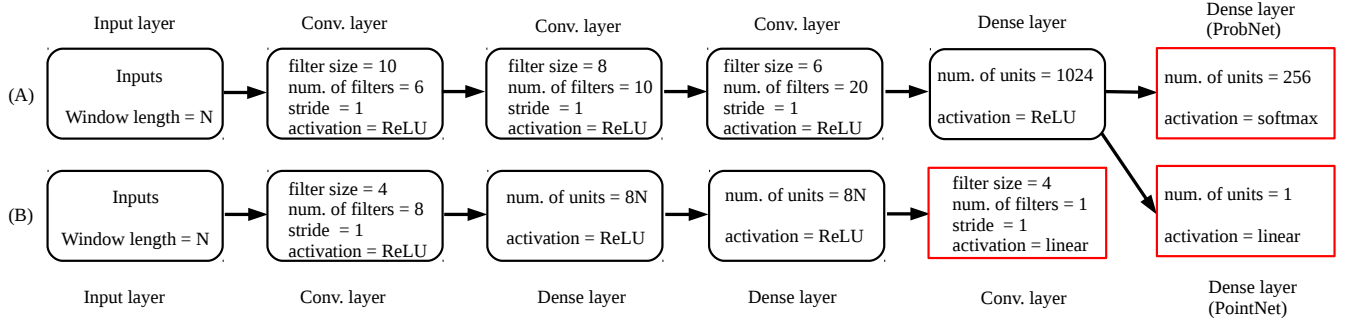 Input layer
Conv. layer
Conv. layer
Conv. layer
Dense layer
Dense layer
(ProbNet)
(A)
Inputs
Window length = N
filter size = 10
num. of filters = 6
stride = 1
activation = ReLU
filter size = 8
num. of filters = 10
stride = 1
activation = ReLU
filter size = 6
num. of filters = 20
stride = 1
activation = ReLU
num. of units = 1024
activation = ReLU
num. of units = 256
activation = softmax
(B)
Inputs
Window length = N
filter size = 4
num. of filters = 8
stride = 1
activation = ReLU
num. of units = 8N
activation = ReLU
num. of units = 8N
activation = ReLU
filter size = 4
num. of filters = 1
stride = 1
activation = linear
num. of units = 1
activation = linear
Input layer
Conv. layer
Dense layer
Dense layer
Conv. layer
Dense layer
(PointNet)